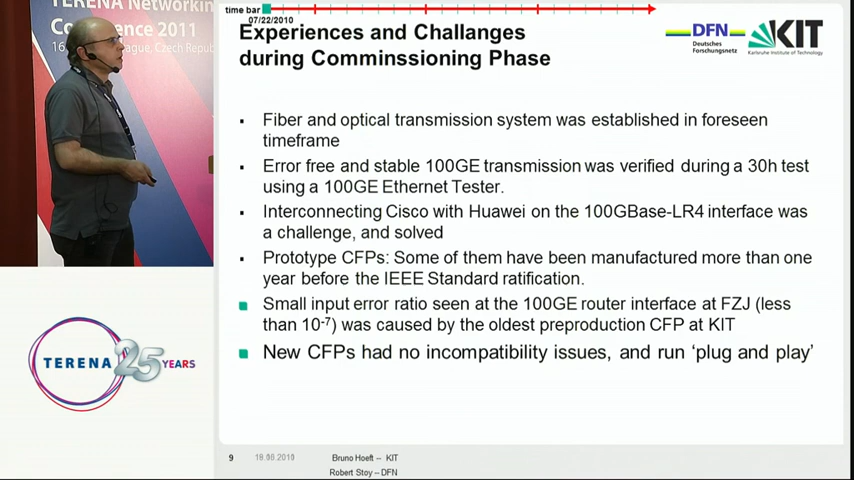 TERENA Networkin
Conference 2011
16
ague, Czech Repub
time bar
07/22/2010
Experiences and Challanges
during Comminssioning Phase
DFN
Deutsches
Forschungsnetz
KIT
Karlsruhe Institute of Technology
▪ Fiber and optical transmission system was established in foreseen
timeframe
▪ Error free and stable 100GE transmission was verified during a 30h test
using a 100GE Ethernet Tester.
▪ Interconnecting Cisco with Huawei on the 100GBase-LR4 interface was
a challenge, and solved
▪ Prototype CFPs: Some of them have been manufactured more than one
year before the IEEE Standard ratification.
■ Small input error ratio seen at the 100GE router interface at FZJ (less
than 10⁻⁷) was caused by the oldest preproduction CFP at KIT
■ New CFPs had no incompatibility issues, and run ‘plug and play’
TERENA 25 YEARS
9
Bruno Hoeft – KIT
Robert Stoy – DFN